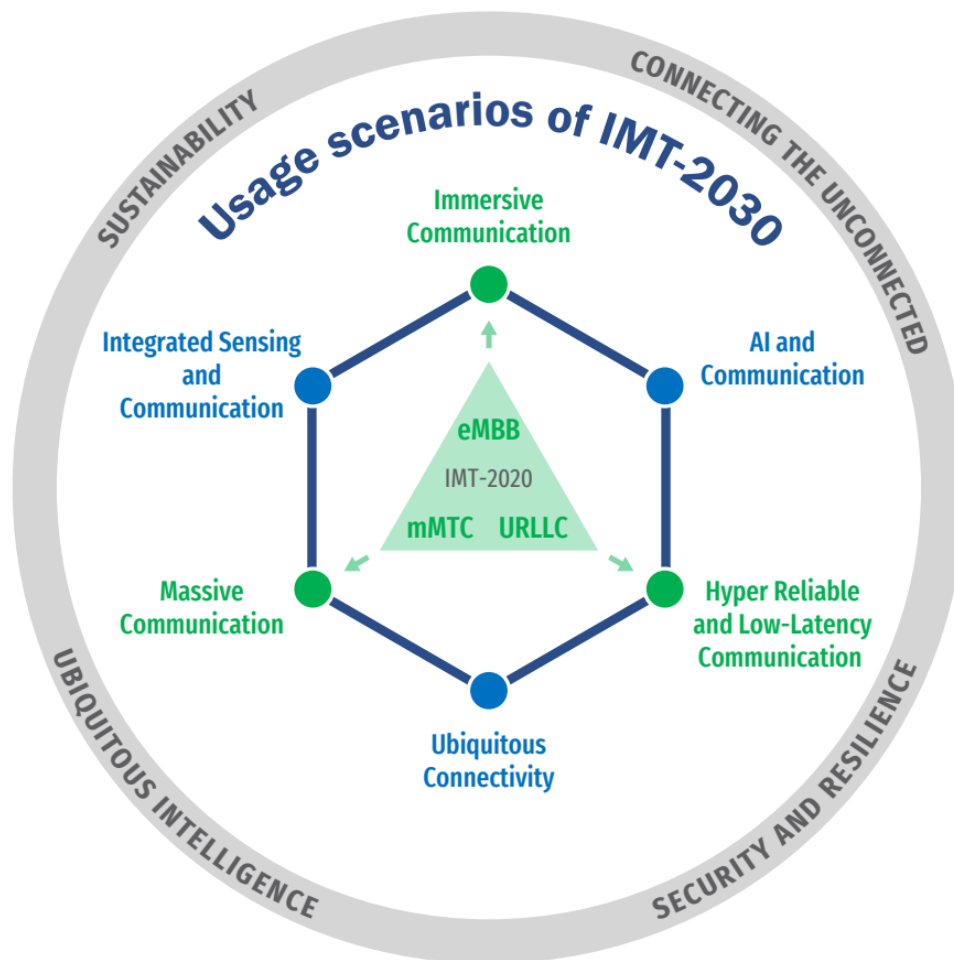 SUSTAINABILITY
CONNECTING THE UNCONNECTED
Usage scenarios of IMT-2030
Immersive
Communication
Integrated Sensing
and
Communication
AI and
Communication
eMBB
IMT-2020
mMTC URLLC
Massive
Communication
Hyper Reliable
and Low-Latency
Communication
Ubiquitous
Connectivity
UBIQUITOUS INTELLIGENCE
SECURITY AND RESILIENCE